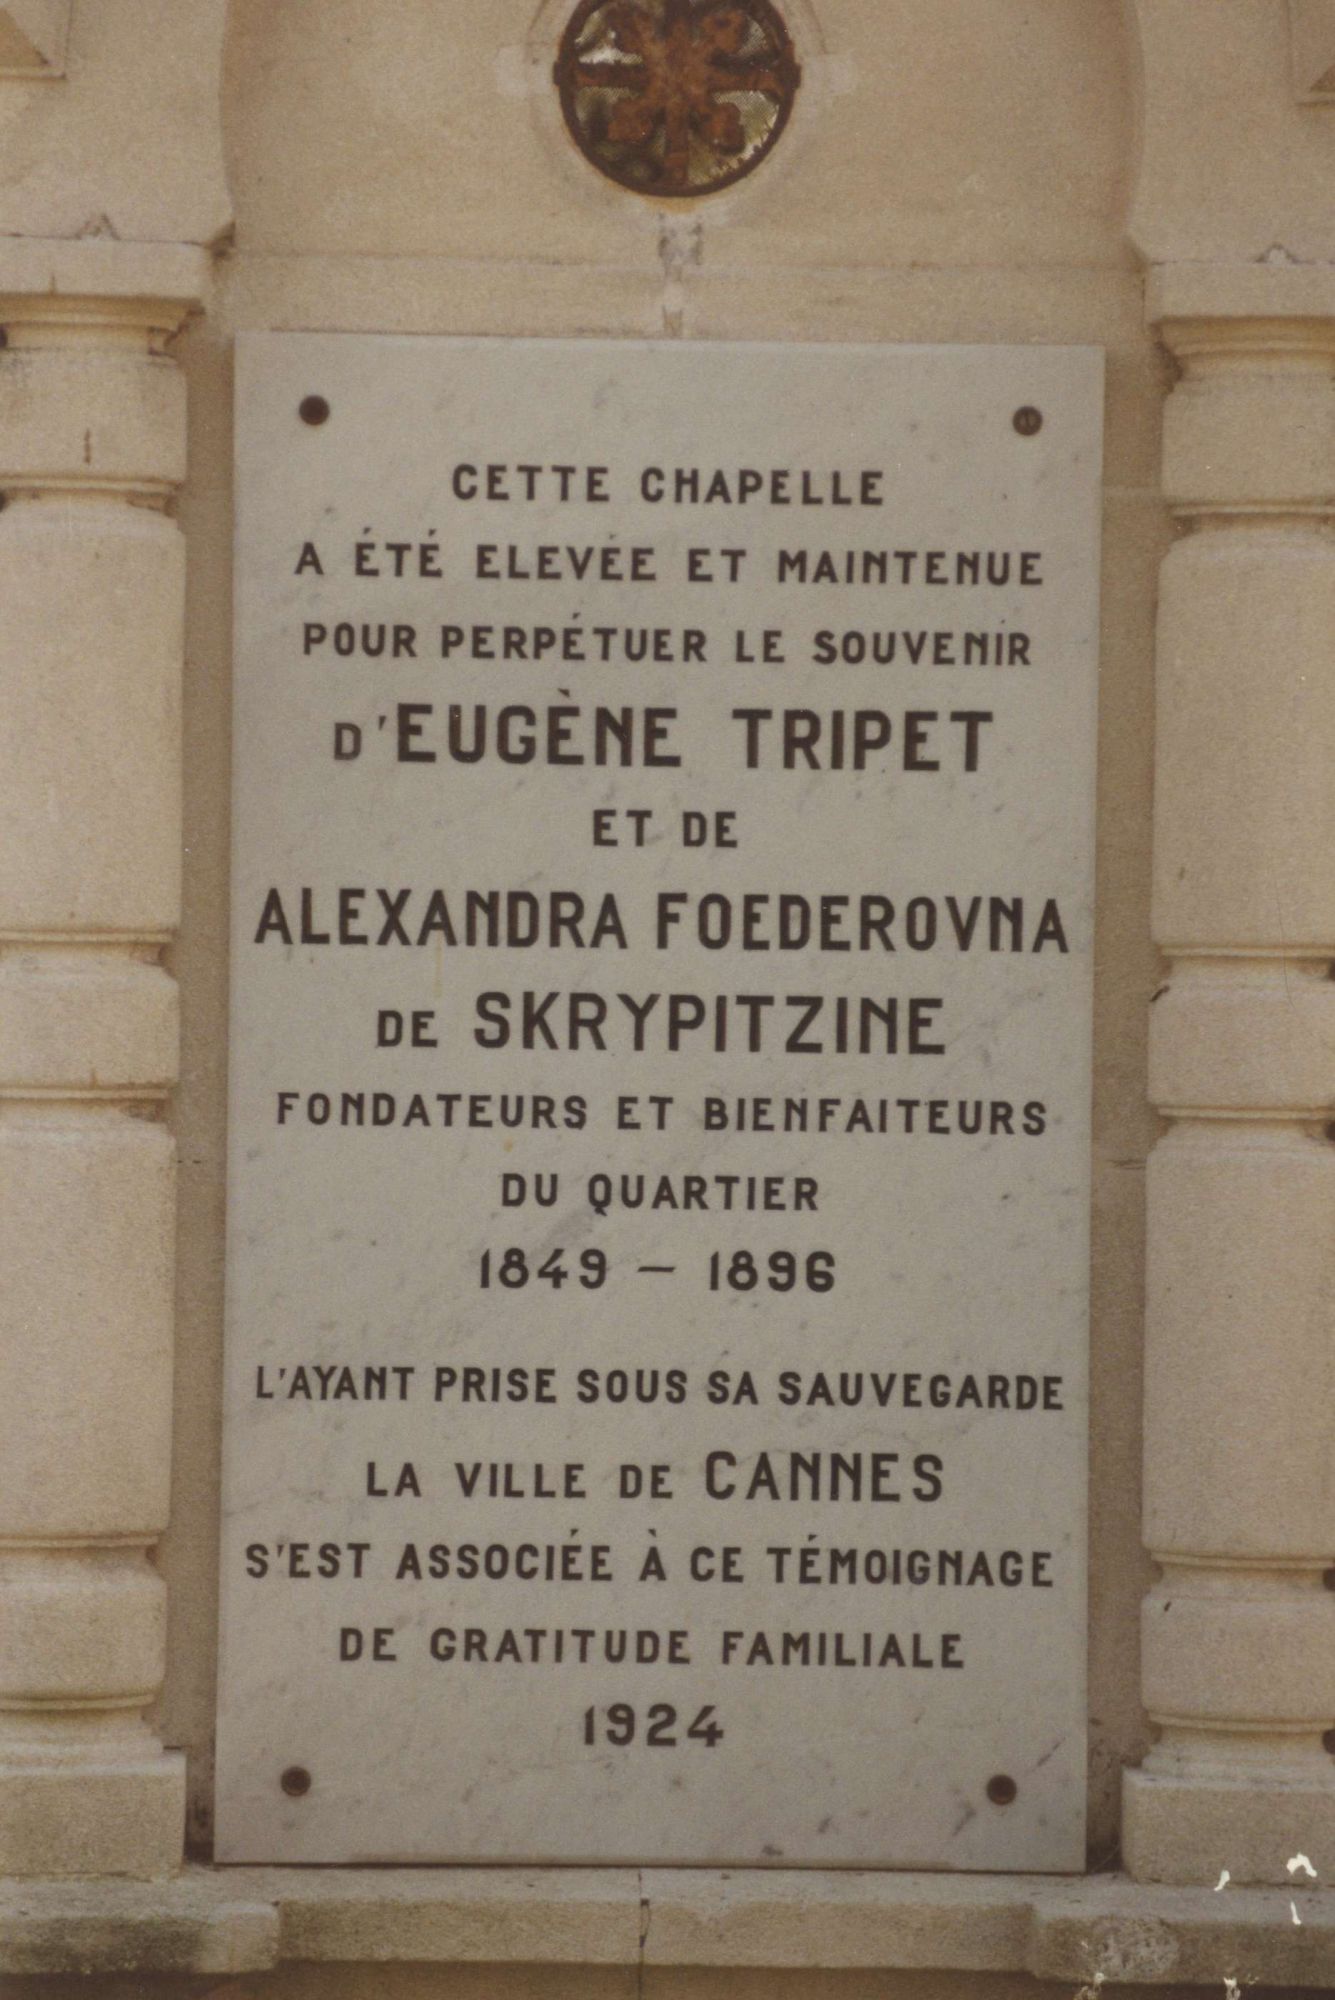 CETTE CHAPELLE
A ÉTÉ ELEVÉE ET MAINTENUE
POUR PERPÉTUER LE SOUVENIR
D'EUGÈNE TRIPET
ET DE
ALEXANDRA FOEDEROVNA
DE SKRYPITZINE
FONDATEURS ET BIENFAITEURS
DU QUARTIER
1849 – 1896
L'AYANT PRISE SOUS SA SAUVEGARDE
LA VILLE DE CANNES
S'EST ASSOCIÉE À CE TÉMOIGNAGE
DE GRATITUDE FAMILIALE
1924